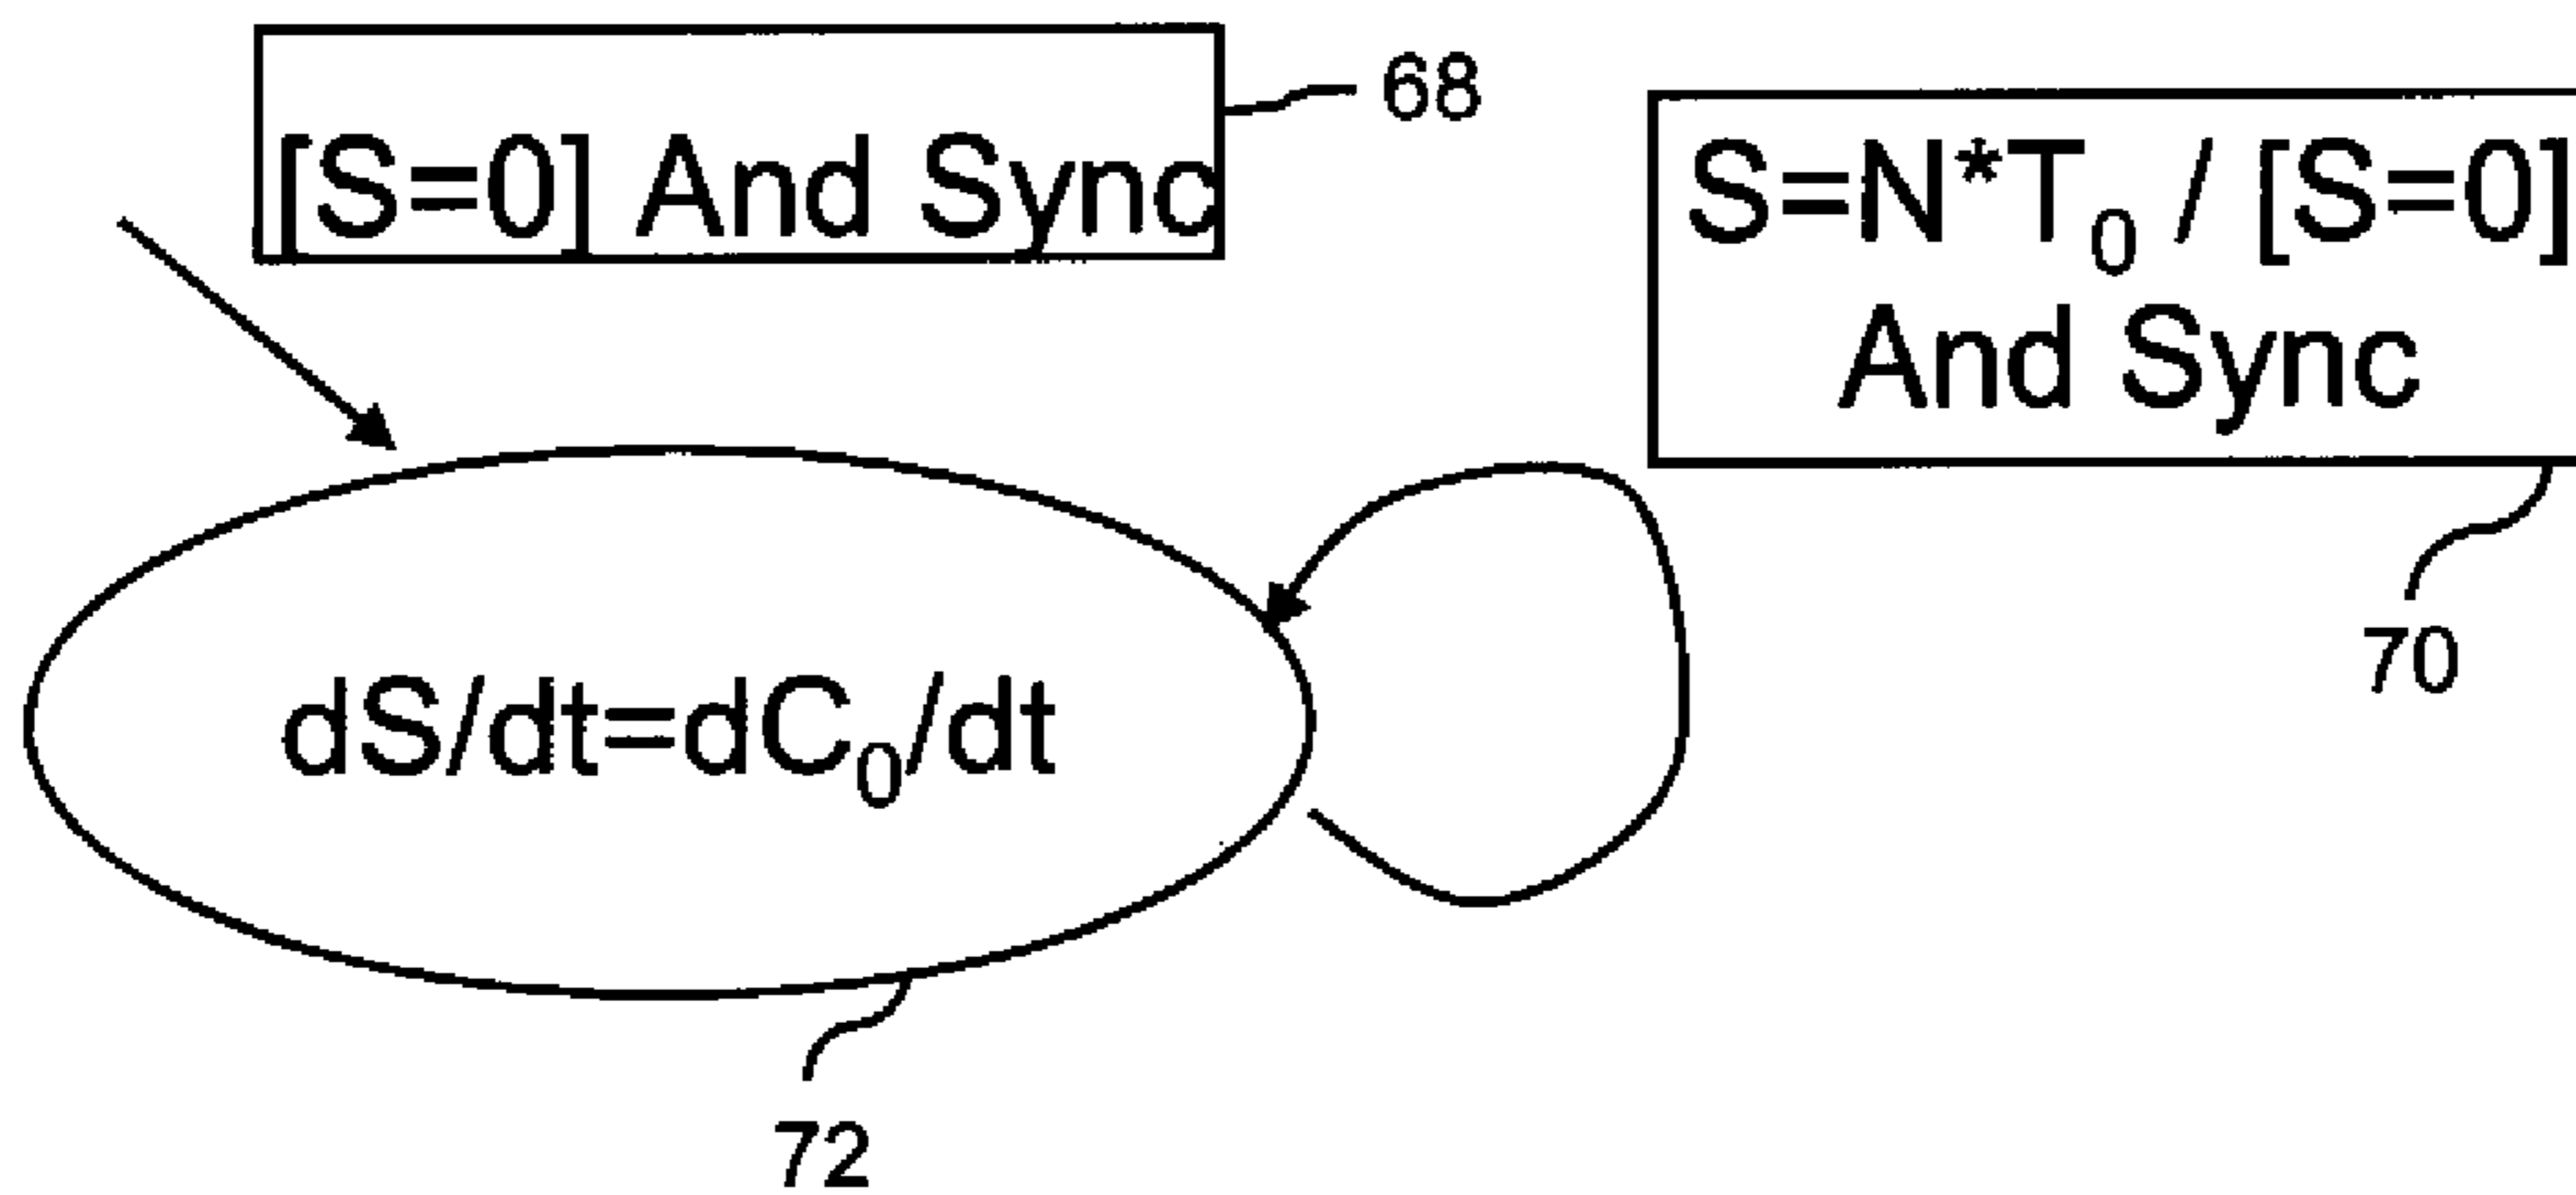 [S=0] And Sync
68
S=N*T₀ / [S=0]
And Sync
70
dS/dt=dC₀/dt
72